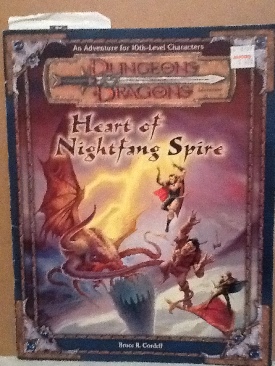 An Adventure for 10th-Level Characters
DUNGEONS
DRAGONS
Heart of
Nightfang Spire
Bruce R. Cordell